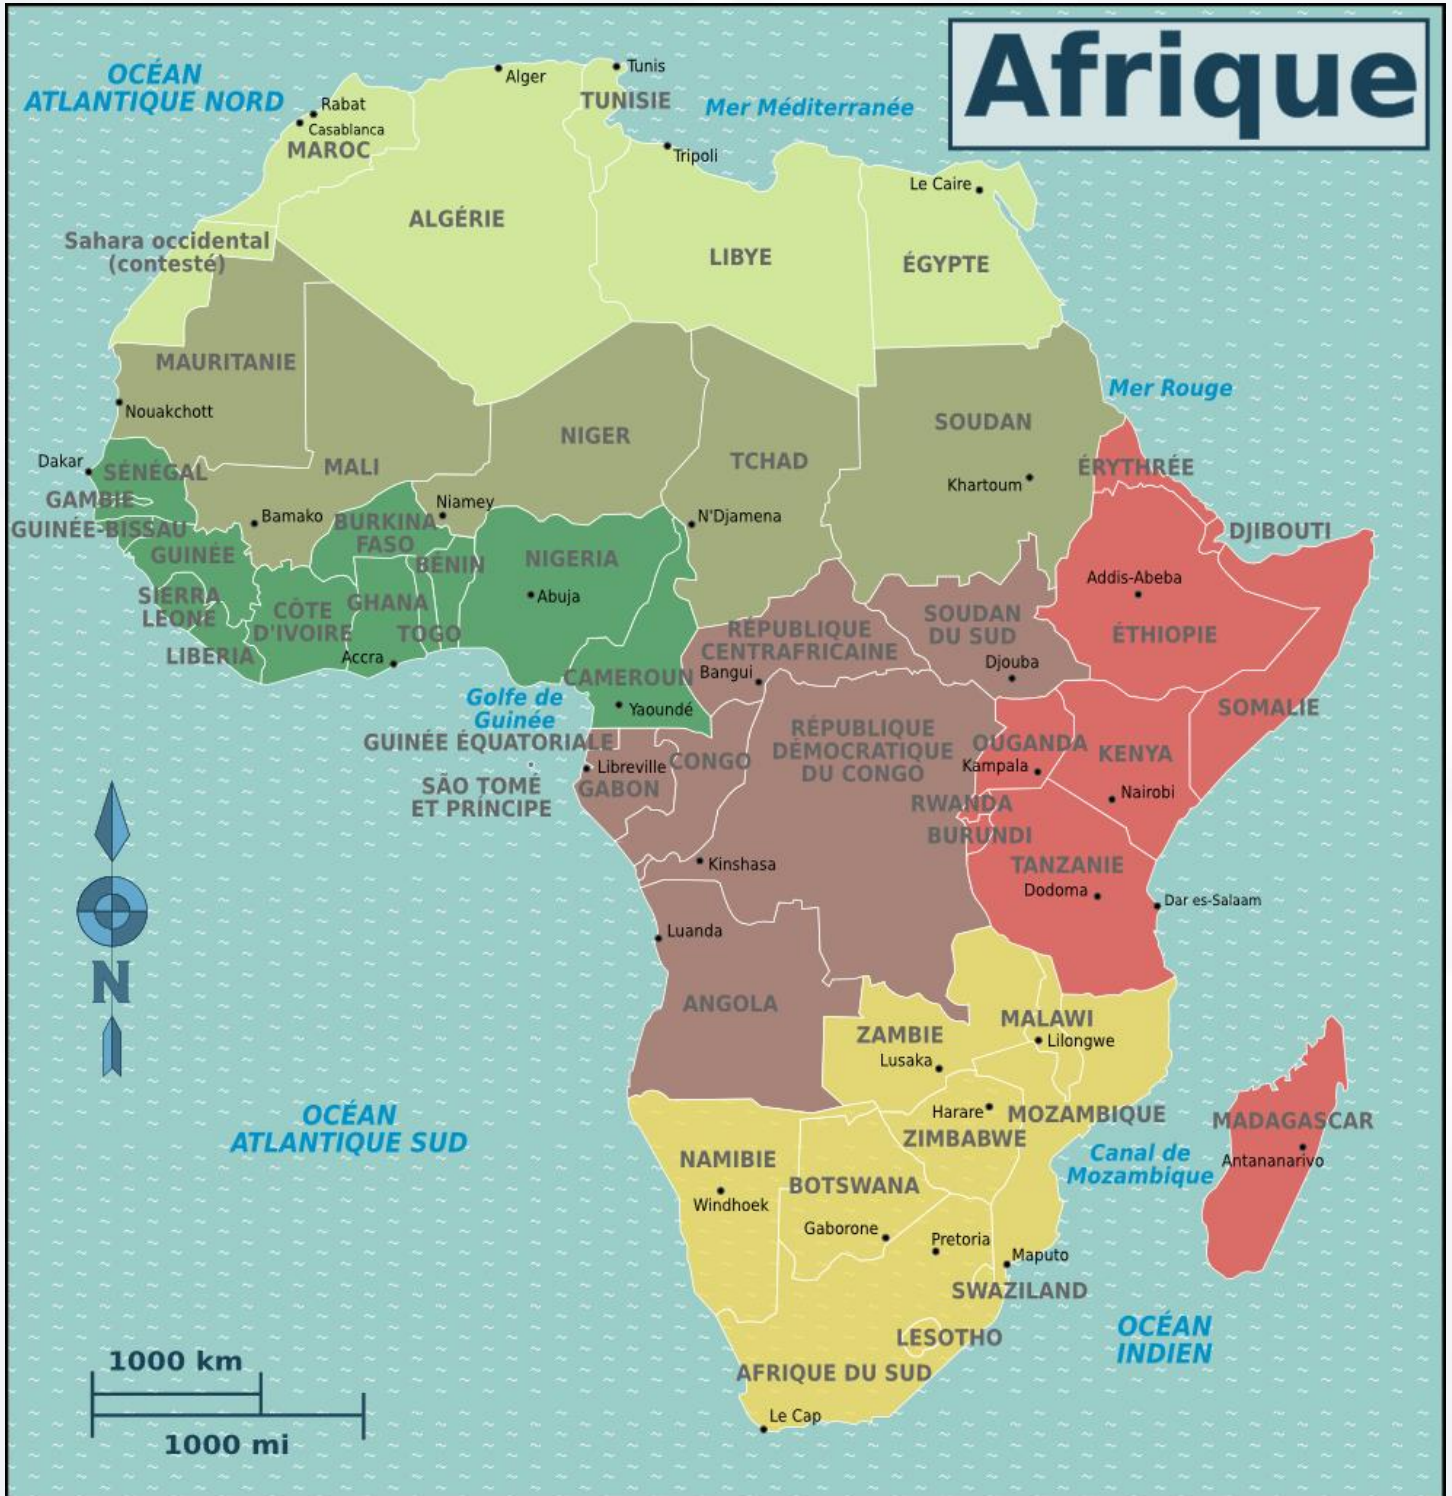 Afrique
OCÉAN
ATLANTIQUE NORD
Mer Méditerranée
Alger
Tunis
TUNISIE
Rabat
Casablanca
MAROC
Tripoli
Le Caire
ALGÉRIE
LIBYE
ÉGYPTE
Sahara occidental
(contesté)
MAURITANIE
Nouakchott
Mer Rouge
NIGER
SOUDAN
TCHAD
MALI
Khartoum
ÉRYTHRÉE
Dakar
SÉNÉGAL
GAMBIE
GUINÉE-BISSAU
GUINÉE
Bamako
BURKINA
FASO
Niamey
N'Djamena
DJIBOUTI
BÉNIN
NIGERIA
Abuja
SIERRA
LEONE
CÔTE
D'IVOIRE
GHANA
TOGO
LIBERIA
Accra
Addis-Abeba
ÉTHIOPIE
SOUDAN
DU SUD
Djouba
RÉPUBLIQUE
CENTRAFRICAINE
Bangui
CAMEROUN
Yaoundé
Golfe de
Guinée
SOMALIE
GUINÉE ÉQUATORIALE
SÃO TOMÉ
ET PRÍNCIPE
Libreville
GABON
CONGO
RÉPUBLIQUE
DÉMOCRATIQUE
DU CONGO
OUGANDA
Kampala
KENYA
Nairobi
RWANDA
BURUNDI
TANZANIE
Dodoma
Dar es-Salaam
Kinshasa
Luanda
ANGOLA
N
ZAMBIE
Lusaka
MALAWI
Lilongwe
Harare
MOZAMBIQUE
ZIMBABWE
MADAGASCAR
Antananarivo
Canal de
Mozambique
OCÉAN
ATLANTIQUE SUD
NAMIBIE
Windhoek
BOTSWANA
Gaborone
Pretoria
Maputo
SWAZILAND
LESOTHO
AFRIQUE DU SUD
Le Cap
OCÉAN
INDIEN
1000 km
1000 mi